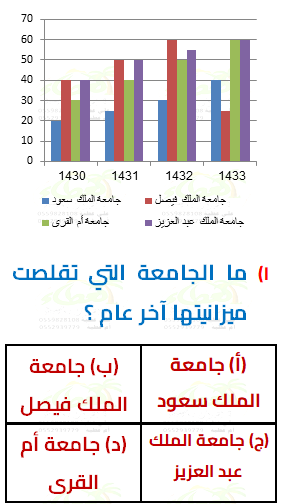 70
60
50
40
30
20
10
0
1430 1431 1432 1433
جامعة الملك سعود جامعة الملك فيصل
جامعة أم القرى جامعة الملك عبد العزيز
١) ما الجامعة التي تقلصت
ميزانيتها آخر عام ؟
(أ) جامعة
الملك سعود
(ب) جامعة
الملك فيصل
(ج) جامعة الملك
عبد العزيز
(د) جامعة أم
القرى